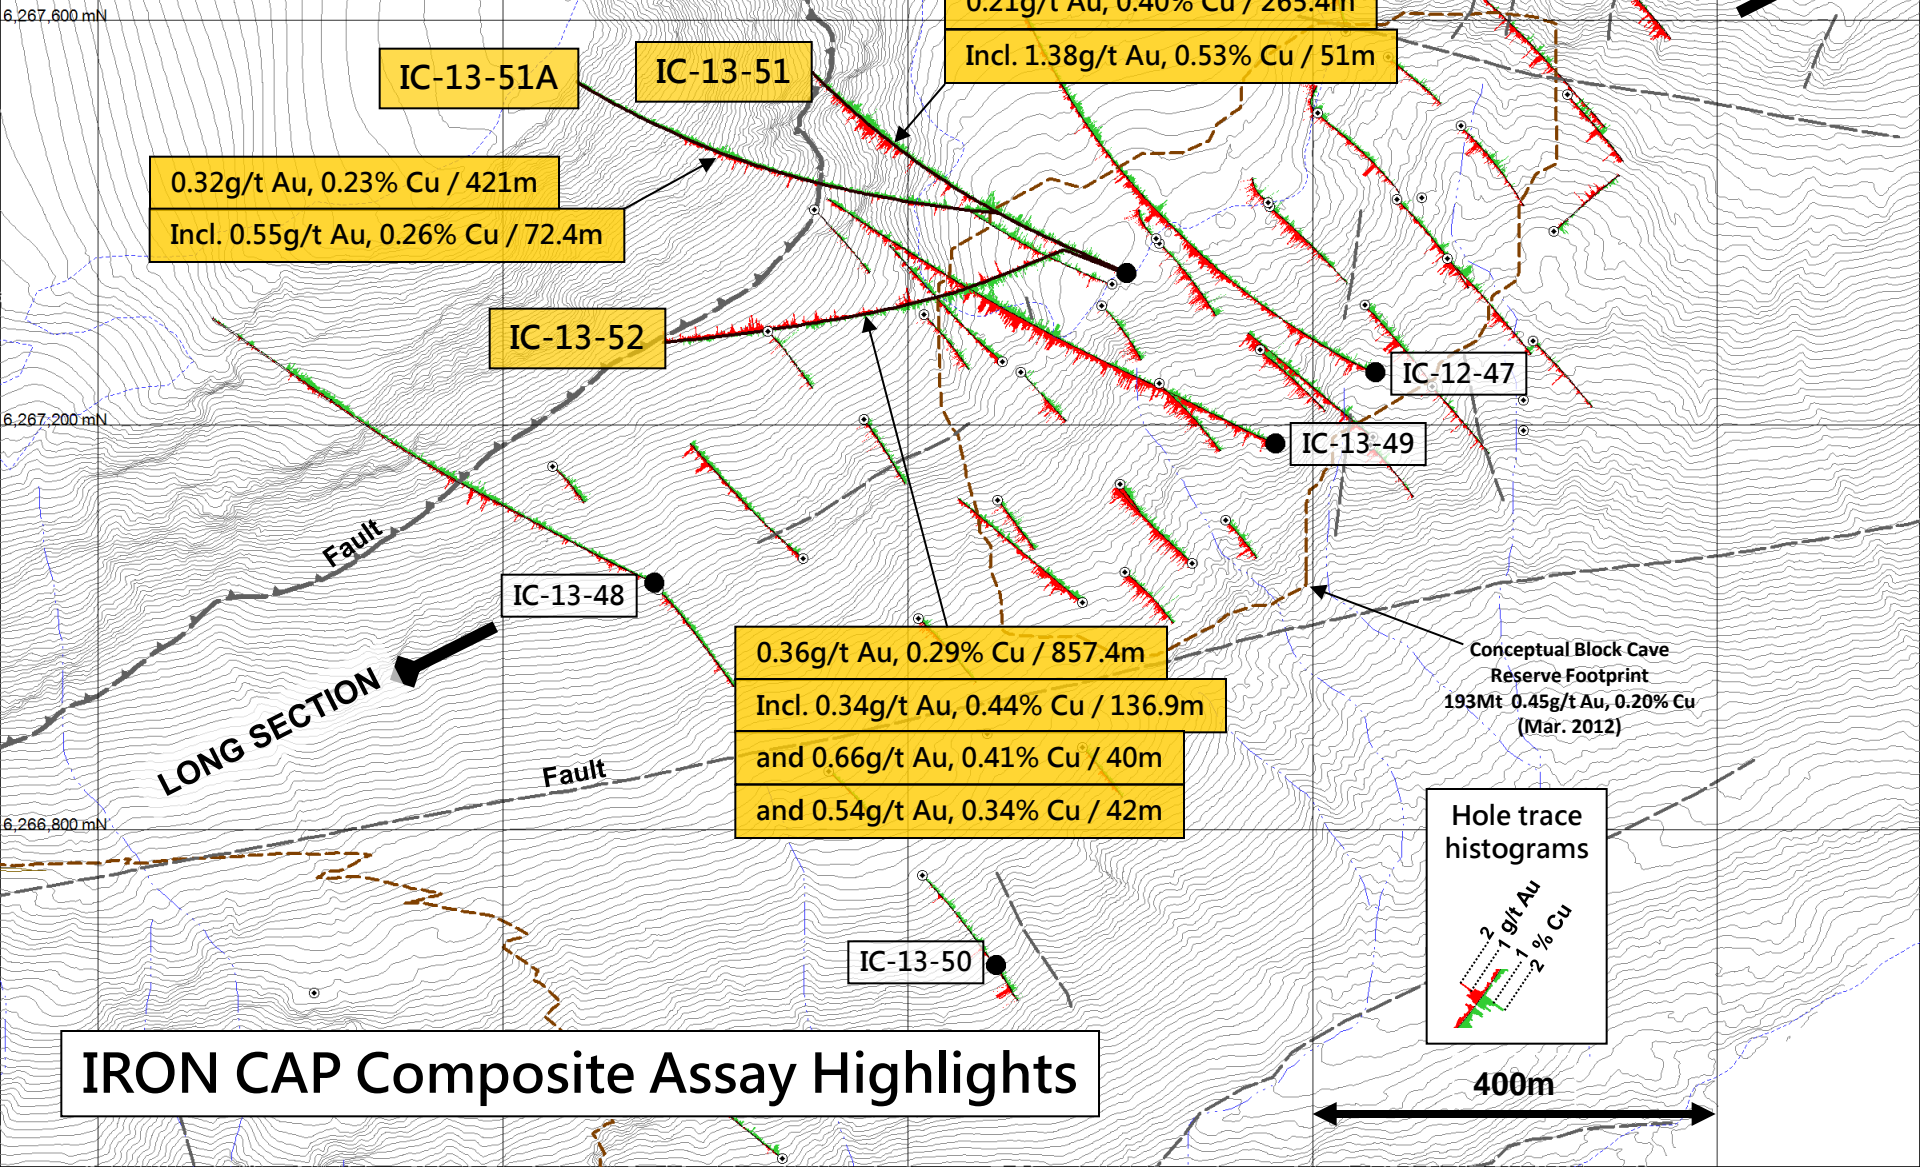 6,267,600 mN
0.21g/t Au, 0.40% Cu / 265.4m
Incl. 1.38g/t Au, 0.53% Cu / 51m
IC-13-51A
IC-13-51
0.32g/t Au, 0.23% Cu / 421m
Incl. 0.55g/t Au, 0.26% Cu / 72.4m
IC-13-52
IC-12-47
6,267,200 mN
IC-13-49
Fault
IC-13-48
LONG SECTION
0.36g/t Au, 0.29% Cu / 857.4m
Incl. 0.34g/t Au, 0.44% Cu / 136.9m
and 0.66g/t Au, 0.41% Cu / 40m
and 0.54g/t Au, 0.34% Cu / 42m
Conceptual Block Cave
Reserve Footprint
193Mt 0.45g/t Au, 0.20% Cu
(Mar. 2012)
Fault
6,266,800 mN
Hole trace
histograms
2
1 g/t Au
1 % Cu
2
IC-13-50
IRON CAP Composite Assay Highlights
400m